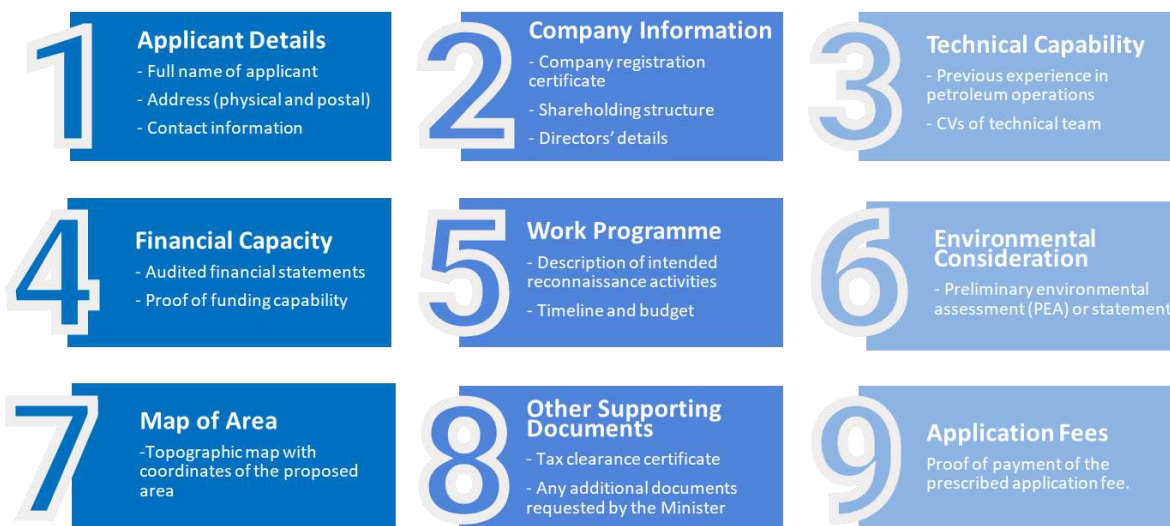 1
Applicant Details
- Full name of applicant
- Address (physical and postal)
- Contact information
2
Company Information
- Company registration
certificate
- Shareholding structure
- Directors’ details
3
Technical Capability
- Previous experience in
petroleum operations
- CVs of technical team
4
Financial Capacity
- Audited financial statements
- Proof of funding capability
5
Work Programme
- Description of intended
reconnaissance activities
- Timeline and budget
6
Environmental
Consideration
- Preliminary environmental
assessment (PEA) or statement
7
Map of Area
-Topographic map with
coordinates of the proposed
area
8
Other Supporting
Documents
- Tax clearance certificate
- Any additional documents
requested by the Minister
9
Application Fees
Proof of payment of the
prescribed application fee.